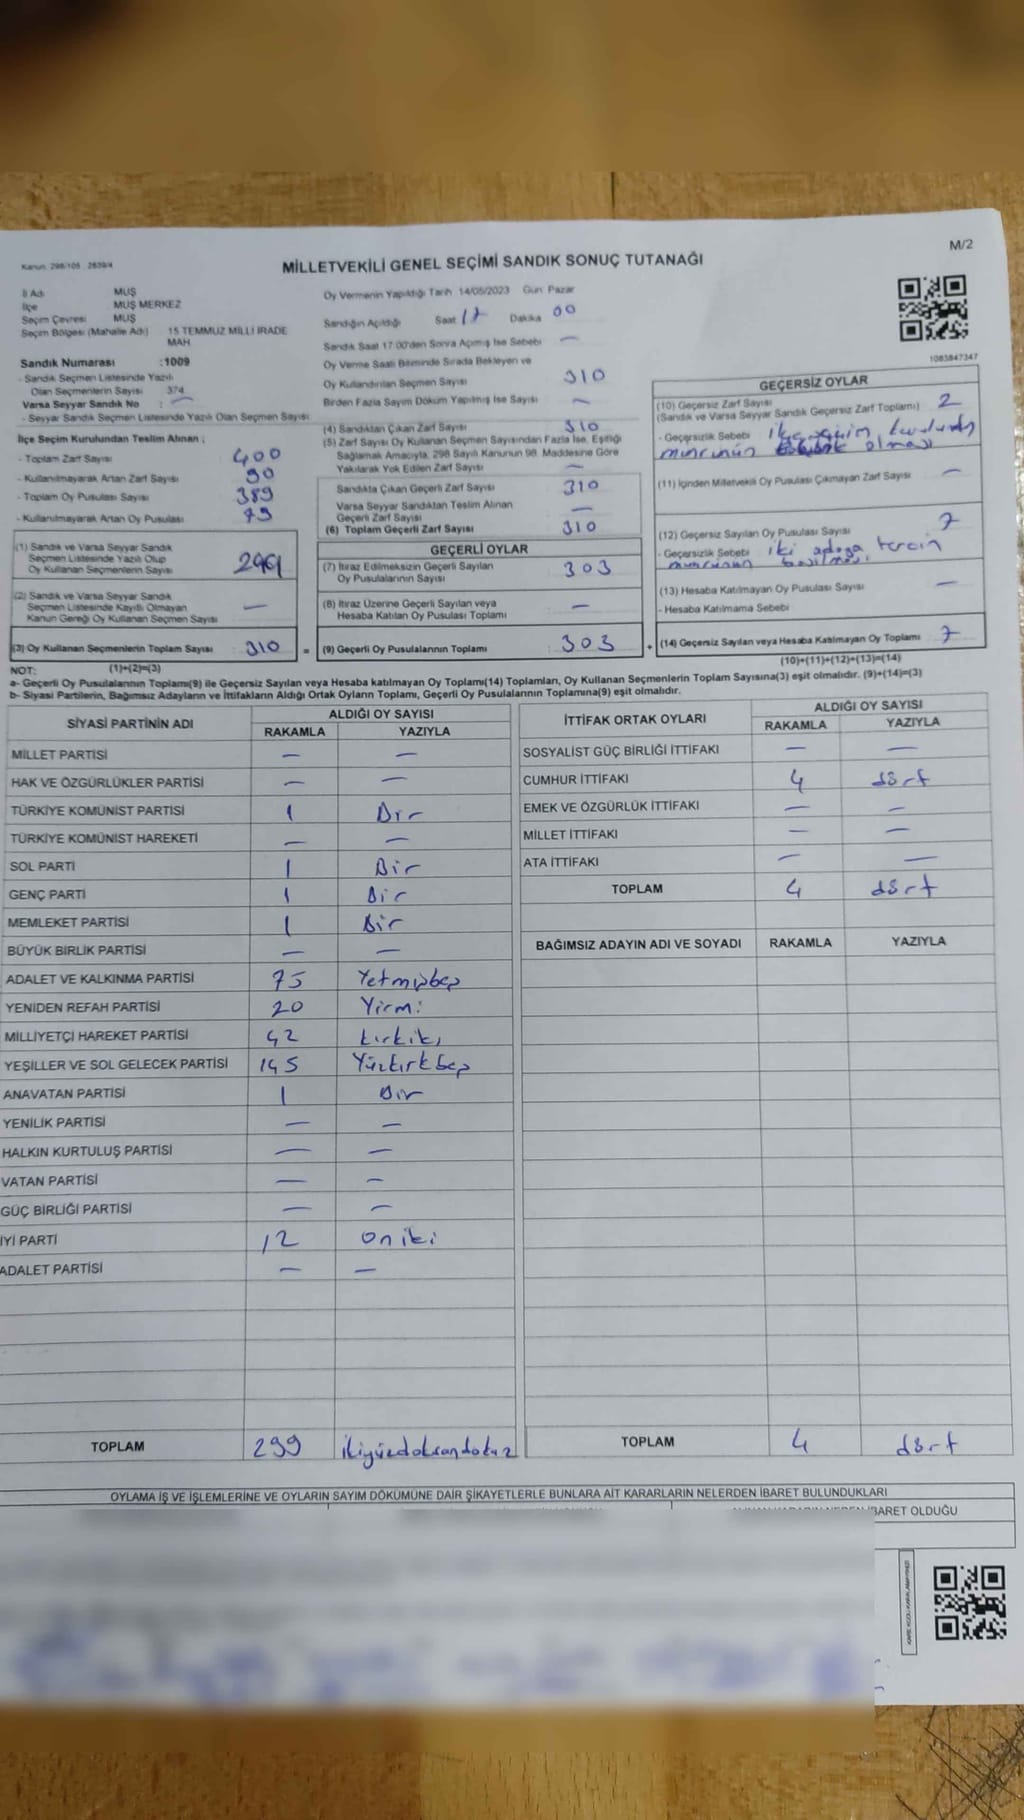 M/2
Kanun: 298/105 2839/4
MİLLETVEKİLİ GENEL SEÇİMİ SANDIK SONUÇ TUTANAĞI
İl Adı MUŞ
İlçe MUŞ MERKEZ
Seçim Çevresi MUŞ
Seçim Bölgesi (Mahalle Adı) 15 TEMMUZ MİLLİ İRADE
MAH
Sandık Numarası :1009
- Sandık Seçmen Listesinde Yazılı
Olan Seçmenlerin Sayısı 374
Varsa Seyyar Sandık No : —
- Seyyar Sandık Seçmen Listesinde Yazılı Olan Seçmen Sayısı
İlçe Seçim Kurulundan Teslim Alınan ;
- Toplam Zarf Sayısı 400
- Kullanılmayarak Artan Zarf Sayısı 90
- Toplam Oy Pusulası Sayısı 389
- Kullanılmayarak Artan Oy Pusulası 79
(1) Sandık ve Varsa Seyyar Sandık
Seçmen Listesinde Yazılı Olup
Oy Kullanan Seçmenlerin Sayısı
(2) Sandık ve Varsa Seyyar Sandık
Seçmen Listesinde Kayıtlı Olmayan
Kanun Gereği Oy Kullanan Seçmen Sayısı —
(3) Oy Kullanan Seçmenlerin Toplam Sayısı 310 =
Oy Vermenin Yapıldığı Tarih 14/05/2023 Gün: Pazar
Sandığın Açıldığı Saat 17 Dakika 00
Sandık Saat 17:00'den Sonra Açılmış İse Sebebi —
Oy Verme Saati Bitiminde Sırada Bekleyen ve
Oy Kullandırılan Seçmen Sayısı 310
Birden Fazla Sayım Döküm Yapılmış İse Sayısı —
(4) Sandıktan Çıkan Zarf Sayısı 310
(5) Zarf Sayısı Oy Kullanan Seçmen Sayısından Fazla İse, Eşitliği
Sağlamak Amacıyla, 298 Sayılı Kanunun 98. Maddesine Göre
Yakılarak Yok Edilen Zarf Sayısı —
Sandıkta Çıkan Geçerli Zarf Sayısı 310
Varsa Seyyar Sandıktan Teslim Alınan
Geçerli Zarf Sayısı —
(6) Toplam Geçerli Zarf Sayısı 310
GEÇERLİ OYLAR
(7) İtiraz Edilmeksizin Geçerli Sayılan
Oy Pusulalarının Sayısı 303
(8) İtiraz Üzerine Geçerli Sayılan veya
Hesaba Katılan Oy Pusulası Toplamı —
(9) Geçerli Oy Pusulalarının Toplamı 303 +
1083847347
GEÇERSİZ OYLAR
(10) Geçersiz Zarf Sayısı 2
(Sandık ve Varsa Seyyar Sandık Geçersiz Zarf Toplamı)
- Geçersizlik Sebebi ilçe seçim kurulunun
mührünün olması
(11) İçinden Milletvekili Oy Pusulası Çıkmayan Zarf Sayısı —
(12) Geçersiz Sayılan Oy Pusulası Sayısı 7
- Geçersizlik Sebebi iki adaya tercih
mührünün basılması
(13) Hesaba Katılmayan Oy Pusulası Sayısı —
- Hesaba Katılmama Sebebi
(14) Geçersiz Sayılan veya Hesaba Katılmayan Oy Toplamı 7
(10)+(11)+(12)+(13)=(14)
NOT: (1)+(2)=(3)
a- Geçerli Oy Pusulalarının Toplamı(9) ile Geçersiz Sayılan veya Hesaba katılmayan Oy Toplamı(14) Toplamları, Oy Kullanan Seçmenlerin Toplam Sayısına(3) eşit olmalıdır. (9)+(14)=(3)
b- Siyasi Partilerin, Bağımsız Adayların ve İttifakların Aldığı Ortak Oyların Toplamı, Geçerli Oy Pusulalarının Toplamına(9) eşit olmalıdır.
SİYASİ PARTİNİN ADI ALDIĞI OY SAYISI
RAKAMLA YAZIYLA
MİLLET PARTİSİ — —
HAK VE ÖZGÜRLÜKLER PARTİSİ — —
TÜRKİYE KOMÜNİST PARTİSİ 1 Bir
TÜRKİYE KOMÜNİST HAREKETİ — —
SOL PARTİ 1 Bir
GENÇ PARTİ 1 Bir
MEMLEKET PARTİSİ 1 Bir
BÜYÜK BİRLİK PARTİSİ — —
ADALET VE KALKINMA PARTİSİ 75 Yetmişbeş
YENİDEN REFAH PARTİSİ 20 Yirmi
MİLLİYETÇİ HAREKET PARTİSİ 42 kırkiki
YEŞİLLER VE SOL GELECEK PARTİSİ 145 Yüzkırkbeş
ANAVATAN PARTİSİ 1 Bir
YENİLİK PARTİSİ — —
HALKIN KURTULUŞ PARTİSİ — —
VATAN PARTİSİ — —
GÜÇ BİRLİĞİ PARTİSİ — —
İYİ PARTİ 12 oniki
ADALET PARTİSİ — —
TOPLAM 299 ikiyüzdoksandokuz
İTTİFAK ORTAK OYLARI ALDIĞI OY SAYISI
RAKAMLA YAZIYLA
SOSYALİST GÜÇ BİRLİĞİ İTTİFAKI — —
CUMHUR İTTİFAKI 4 dört
EMEK VE ÖZGÜRLÜK İTTİFAKI — —
MİLLET İTTİFAKI — —
ATA İTTİFAKI — —
TOPLAM 4 dört
BAĞIMSIZ ADAYIN ADI VE SOYADI RAKAMLA YAZIYLA
TOPLAM 4 dört
OYLAMA İŞ VE İŞLEMLERİNE VE OYLARIN SAYIM DÖKÜMÜNE DAİR ŞİKAYETLERLE BUNLARA AİT KARARLARIN NELERDEN İBARET BULUNDUKLARI
İBARET OLDUĞU